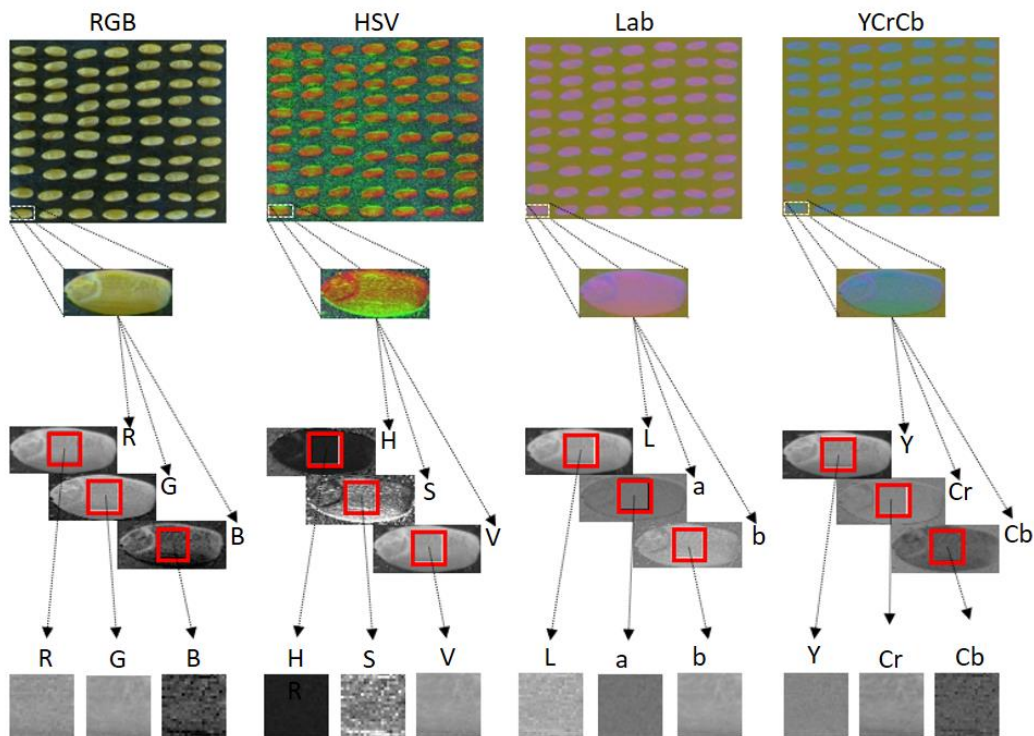 RGB HSV Lab YCrCb
R H L Y
G S a Cr
B V b Cb
R G B H S V L a b Y Cr Cb
R